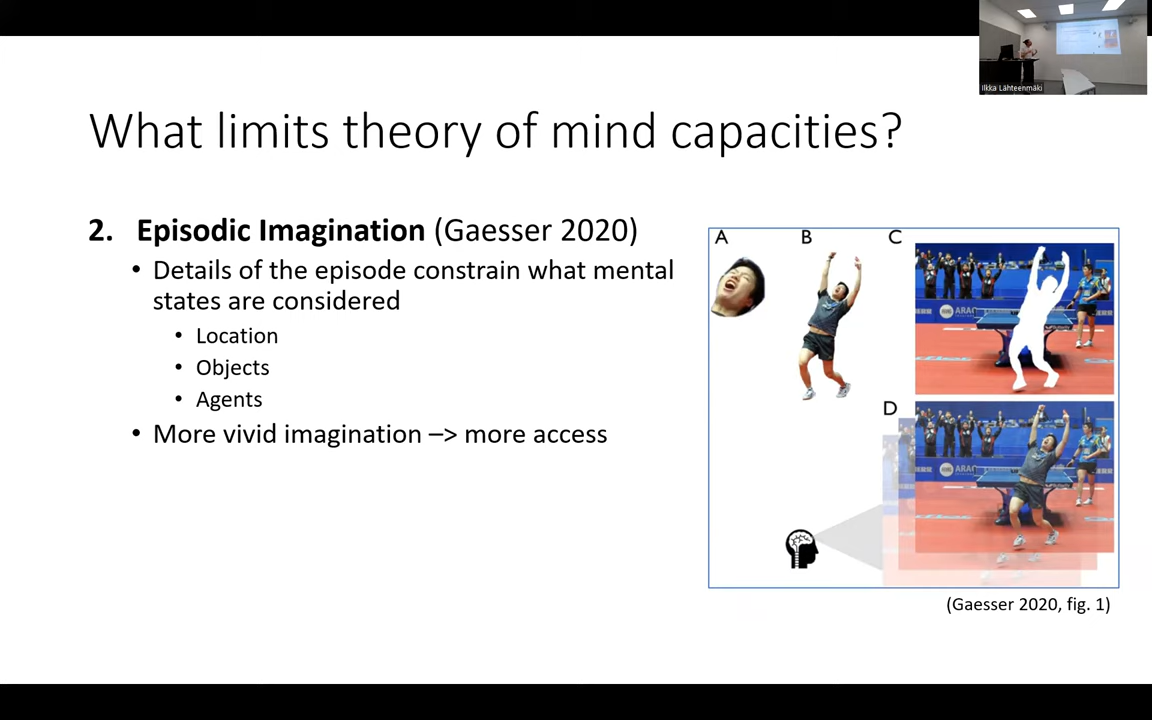 Ilkka Lähteenmäki
What limits theory of mind capacities?
2. Episodic Imagination (Gaesser 2020)
• Details of the episode constrain what mental
states are considered
• Location
• Objects
• Agents
• More vivid imagination –> more access
A
B
C
D
(Gaesser 2020, fig. 1)